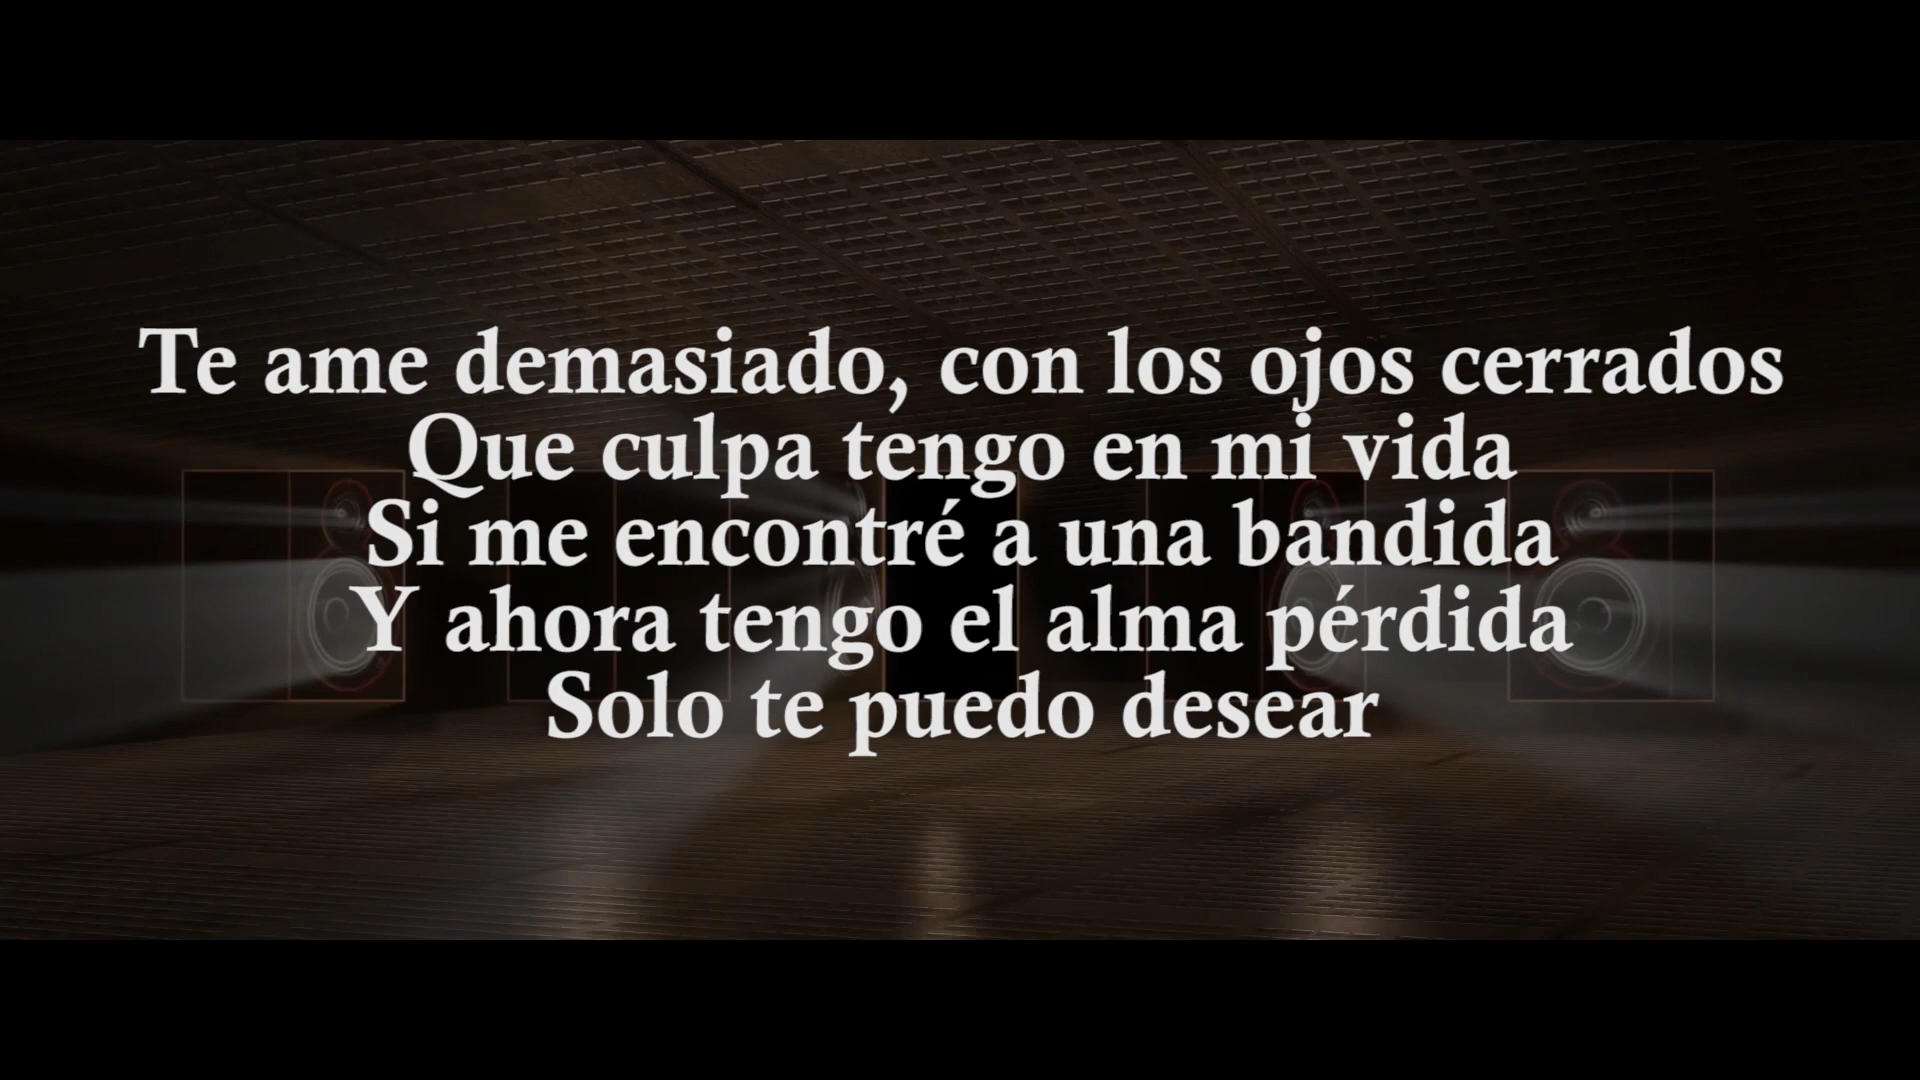 Te ame demasiado, con los ojos cerrados
Que culpa tengo en mi vida
Si me encontré a una bandida
Y ahora tengo el alma pérdida
Solo te puedo desear